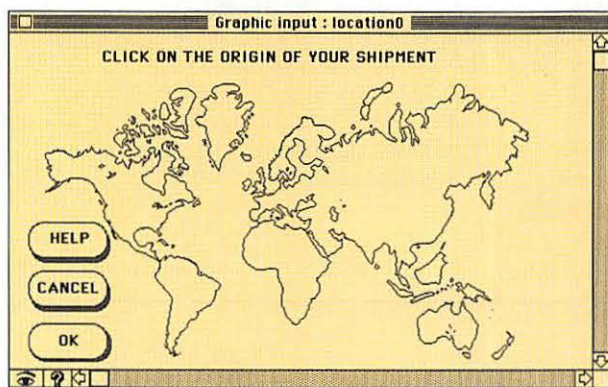 Graphic input : location0
CLICK ON THE ORIGIN OF YOUR SHIPMENT
HELP
CANCEL
OK
?